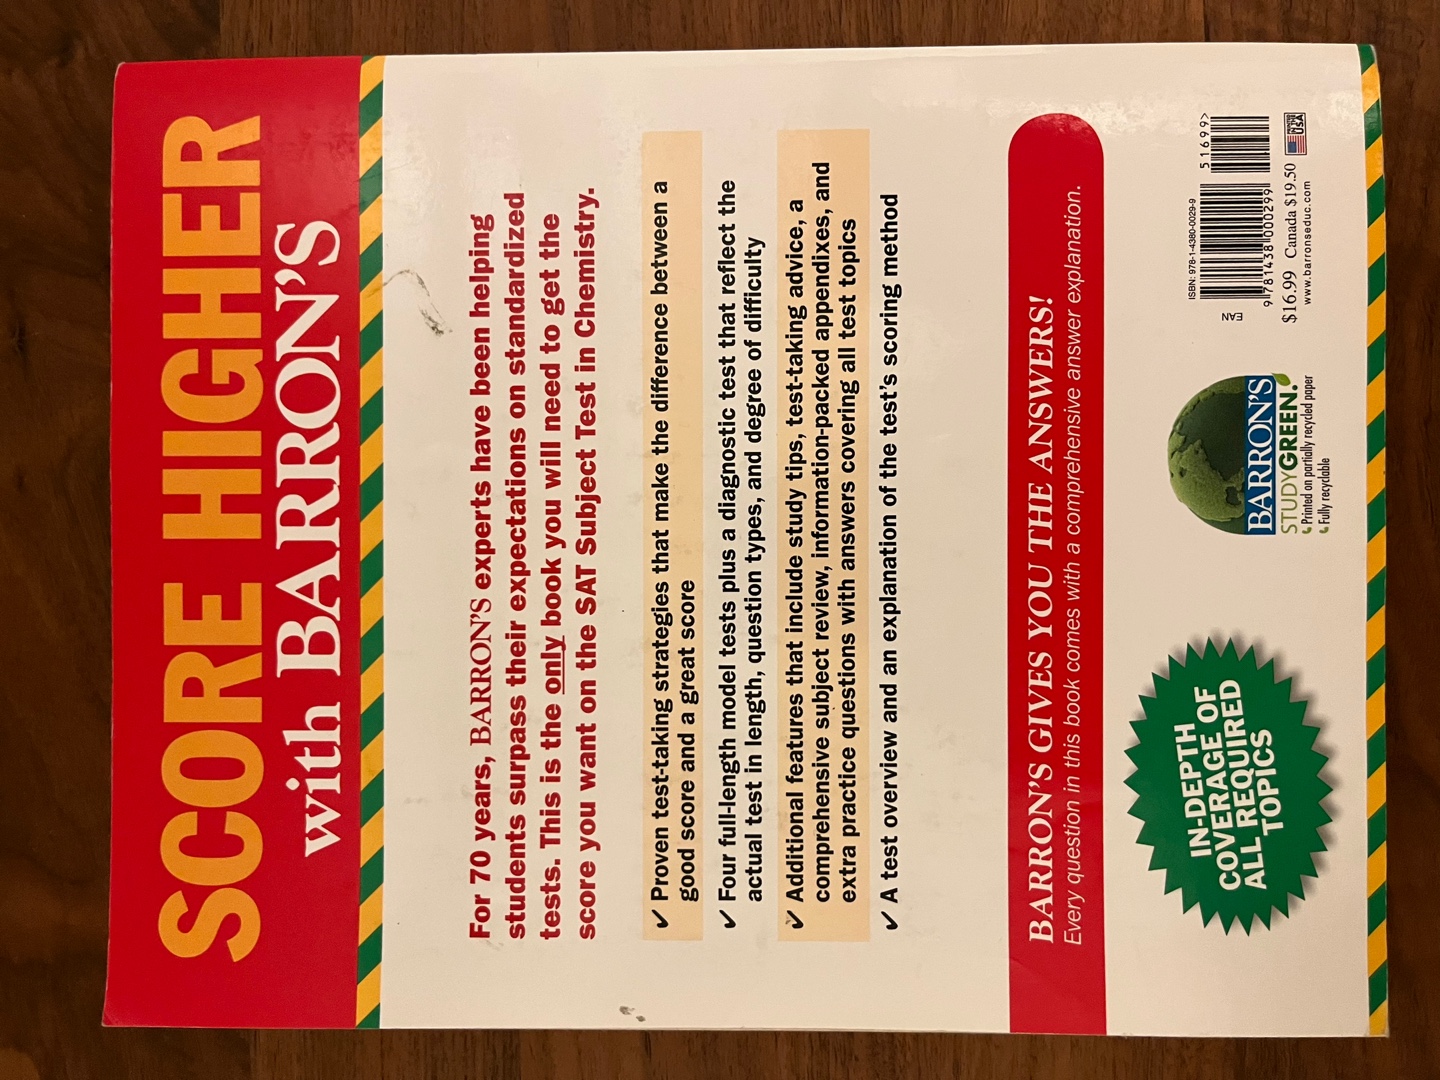 SCORE HIGHER
with BARRON'S
For 70 years, BARRON'S experts have been helping
students surpass their expectations on standardized
tests. This is the only book you will need to get the
score you want on the SAT Subject Test in Chemistry.
✓ Proven test-taking strategies that make the difference between a
good score and a great score
✓ Four full-length model tests plus a diagnostic test that reflect the
actual test in length, question types, and degree of difficulty
✓ Additional features that include study tips, test-taking advice, a
comprehensive subject review, information-packed appendixes, and
extra practice questions with answers covering all test topics
✓ A test overview and an explanation of the test's scoring method
BARRON'S GIVES YOU THE ANSWERS!
Every question in this book comes with a comprehensive answer explanation.
IN-DEPTH
COVERAGE OF
ALL REQUIRED
TOPICS
BARRON'S
STUDYGREEN!
Printed on partially recycled paper
Fully recyclable
ISBN: 978-1-4380-0029-9
EAN
51699>
9 781438 000299
$16.99 Canada $19.50
www.barronseduc.com
PRINTED IN THE
USA